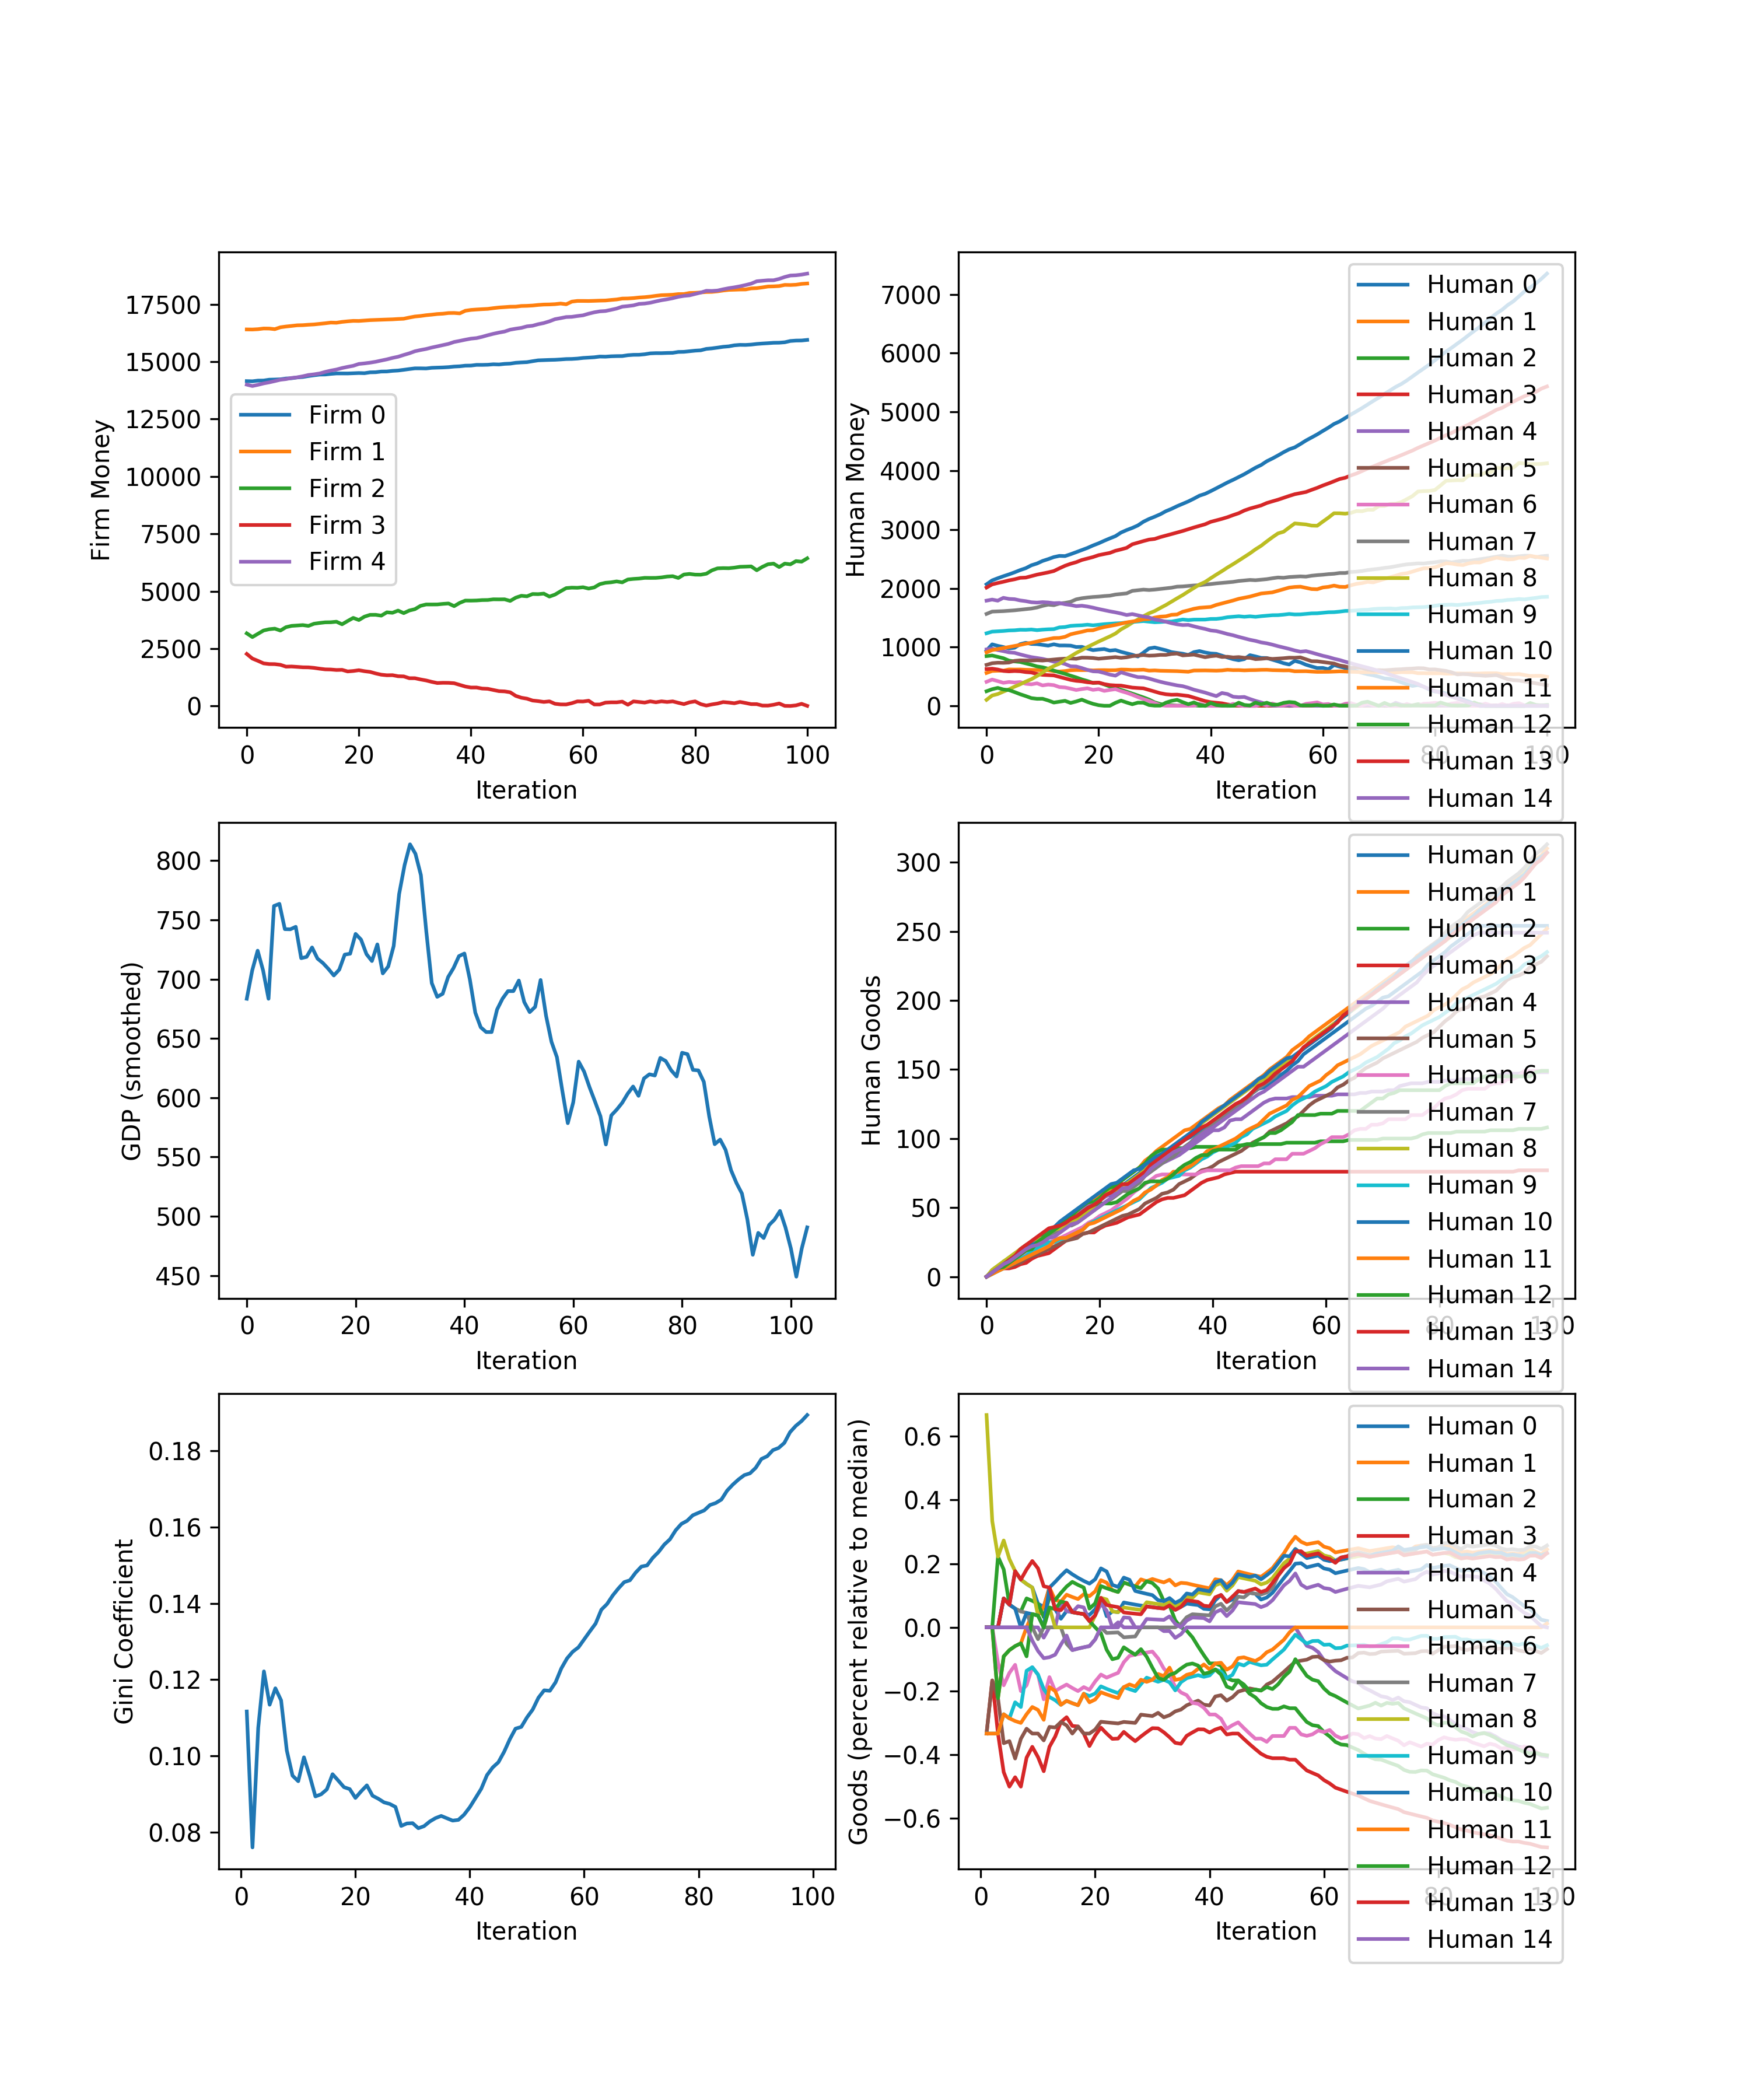 Firm Money
17500
15000
12500
10000
7500
5000
2500
0
Firm 0
Firm 1
Firm 2
Firm 3
Firm 4
0 20 40 60 80 100
Iteration
Human Money
7000
6000
5000
4000
3000
2000
1000
0
Human 0
Human 1
Human 2
Human 3
Human 4
Human 5
Human 6
Human 7
Human 8
Human 9
Human 10
Human 11
Human 12
Human 13
Human 14
0 20 40 60 80 100
Iteration
GDP (smoothed)
800
750
700
650
600
550
500
450
0 20 40 60 80 100
Iteration
Human Goods
300
250
200
150
100
50
0
Human 0
Human 1
Human 2
Human 3
Human 4
Human 5
Human 6
Human 7
Human 8
Human 9
Human 10
Human 11
Human 12
Human 13
Human 14
0 20 40 60 80 100
Iteration
Gini Coefficient
0.18
0.16
0.14
0.12
0.10
0.08
0 20 40 60 80 100
Iteration
Goods (percent relative to median)
0.6
0.4
0.2
0.0
−0.2
−0.4
−0.6
Human 0
Human 1
Human 2
Human 3
Human 4
Human 5
Human 6
Human 7
Human 8
Human 9
Human 10
Human 11
Human 12
Human 13
Human 14
0 20 40 60 80 100
Iteration